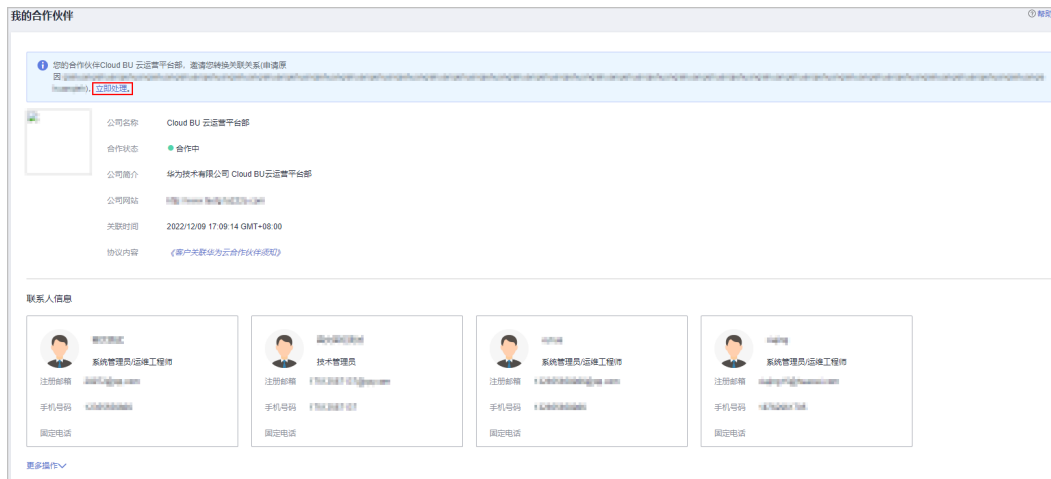 我的合作伙伴
帮助
您的合作伙伴Cloud BU 云运营平台部，邀请您转换关联关系(申请原
因
立即处理。
公司名称 Cloud BU 云运营平台部
合作状态 合作中
公司简介 华为技术有限公司 Cloud BU云运营平台部
公司网站
关联时间 2022/12/09 17:09:14 GMT+08:00
协议内容 《客户关联华为云合作伙伴须知》
联系人信息
系统管理员/运维工程师
注册邮箱
手机号码
固定电话
技术管理员
注册邮箱
手机号码
固定电话
系统管理员/运维工程师
注册邮箱
手机号码
固定电话
系统管理员/运维工程师
注册邮箱
手机号码
固定电话
更多操作